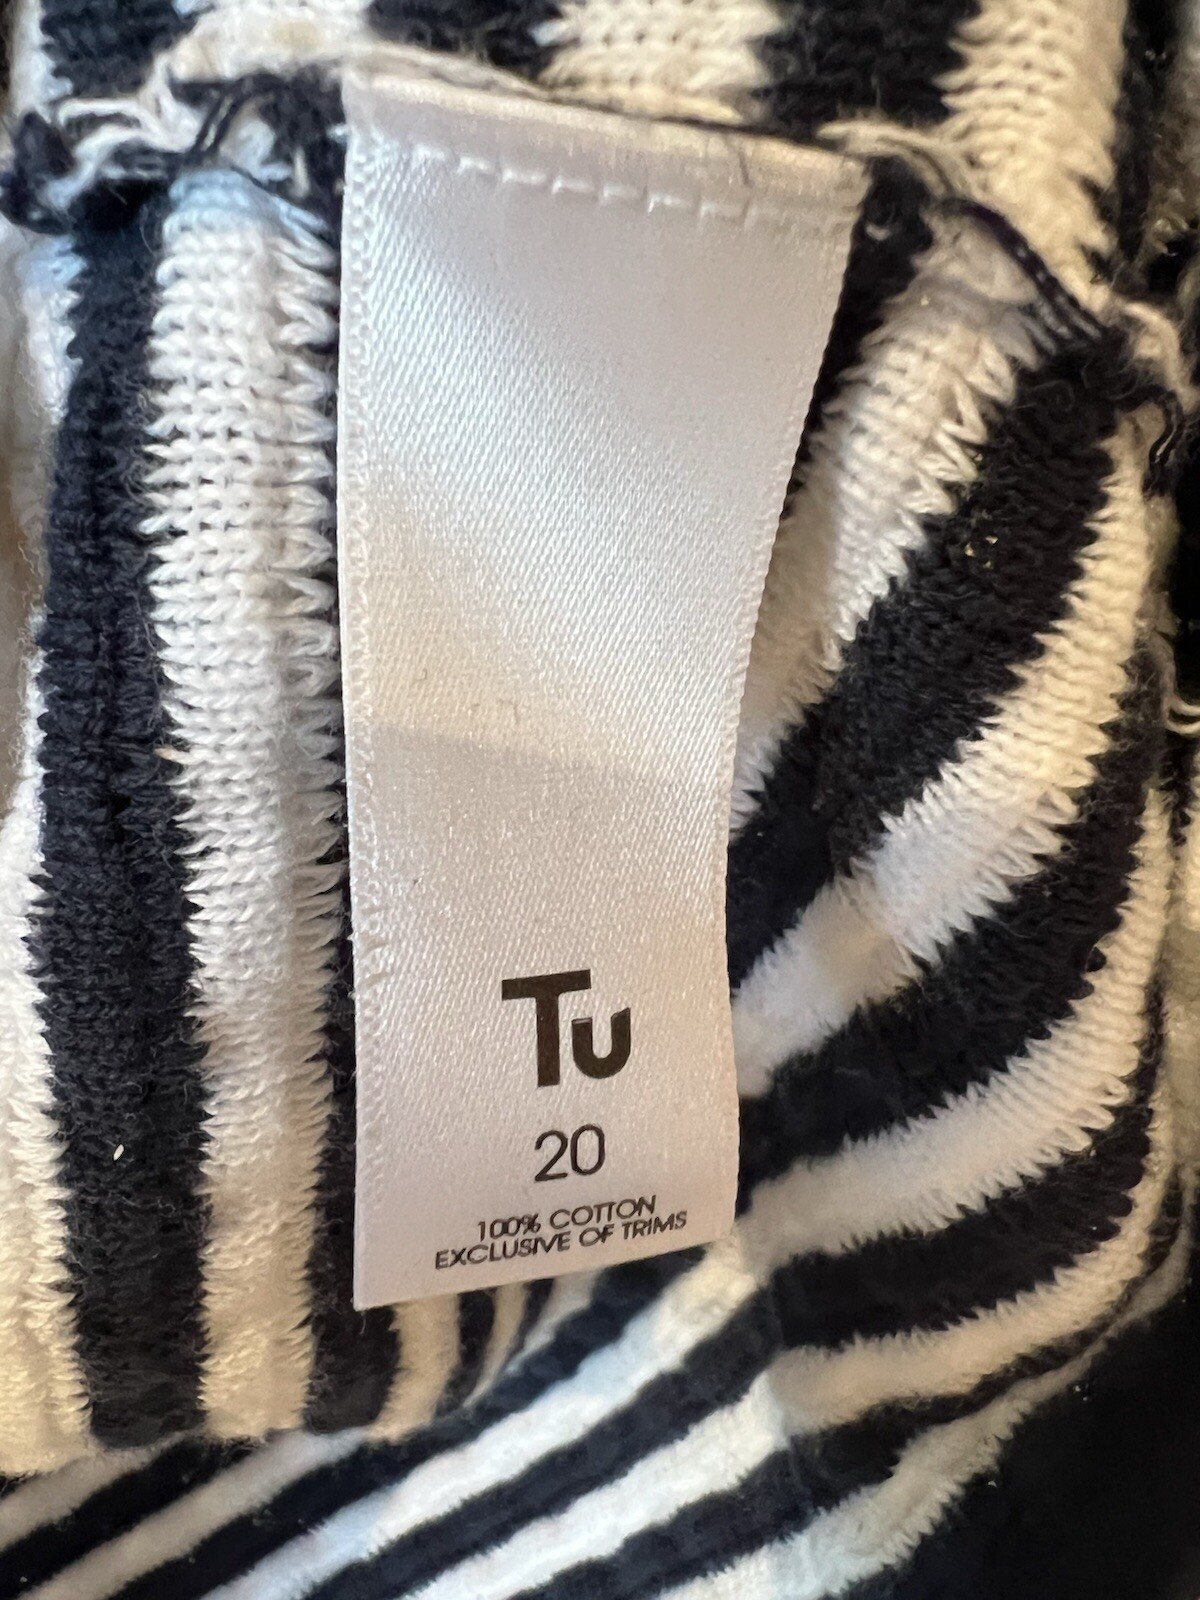 Tu
20
100% COTTON
EXCLUSIVE OF TRIMS